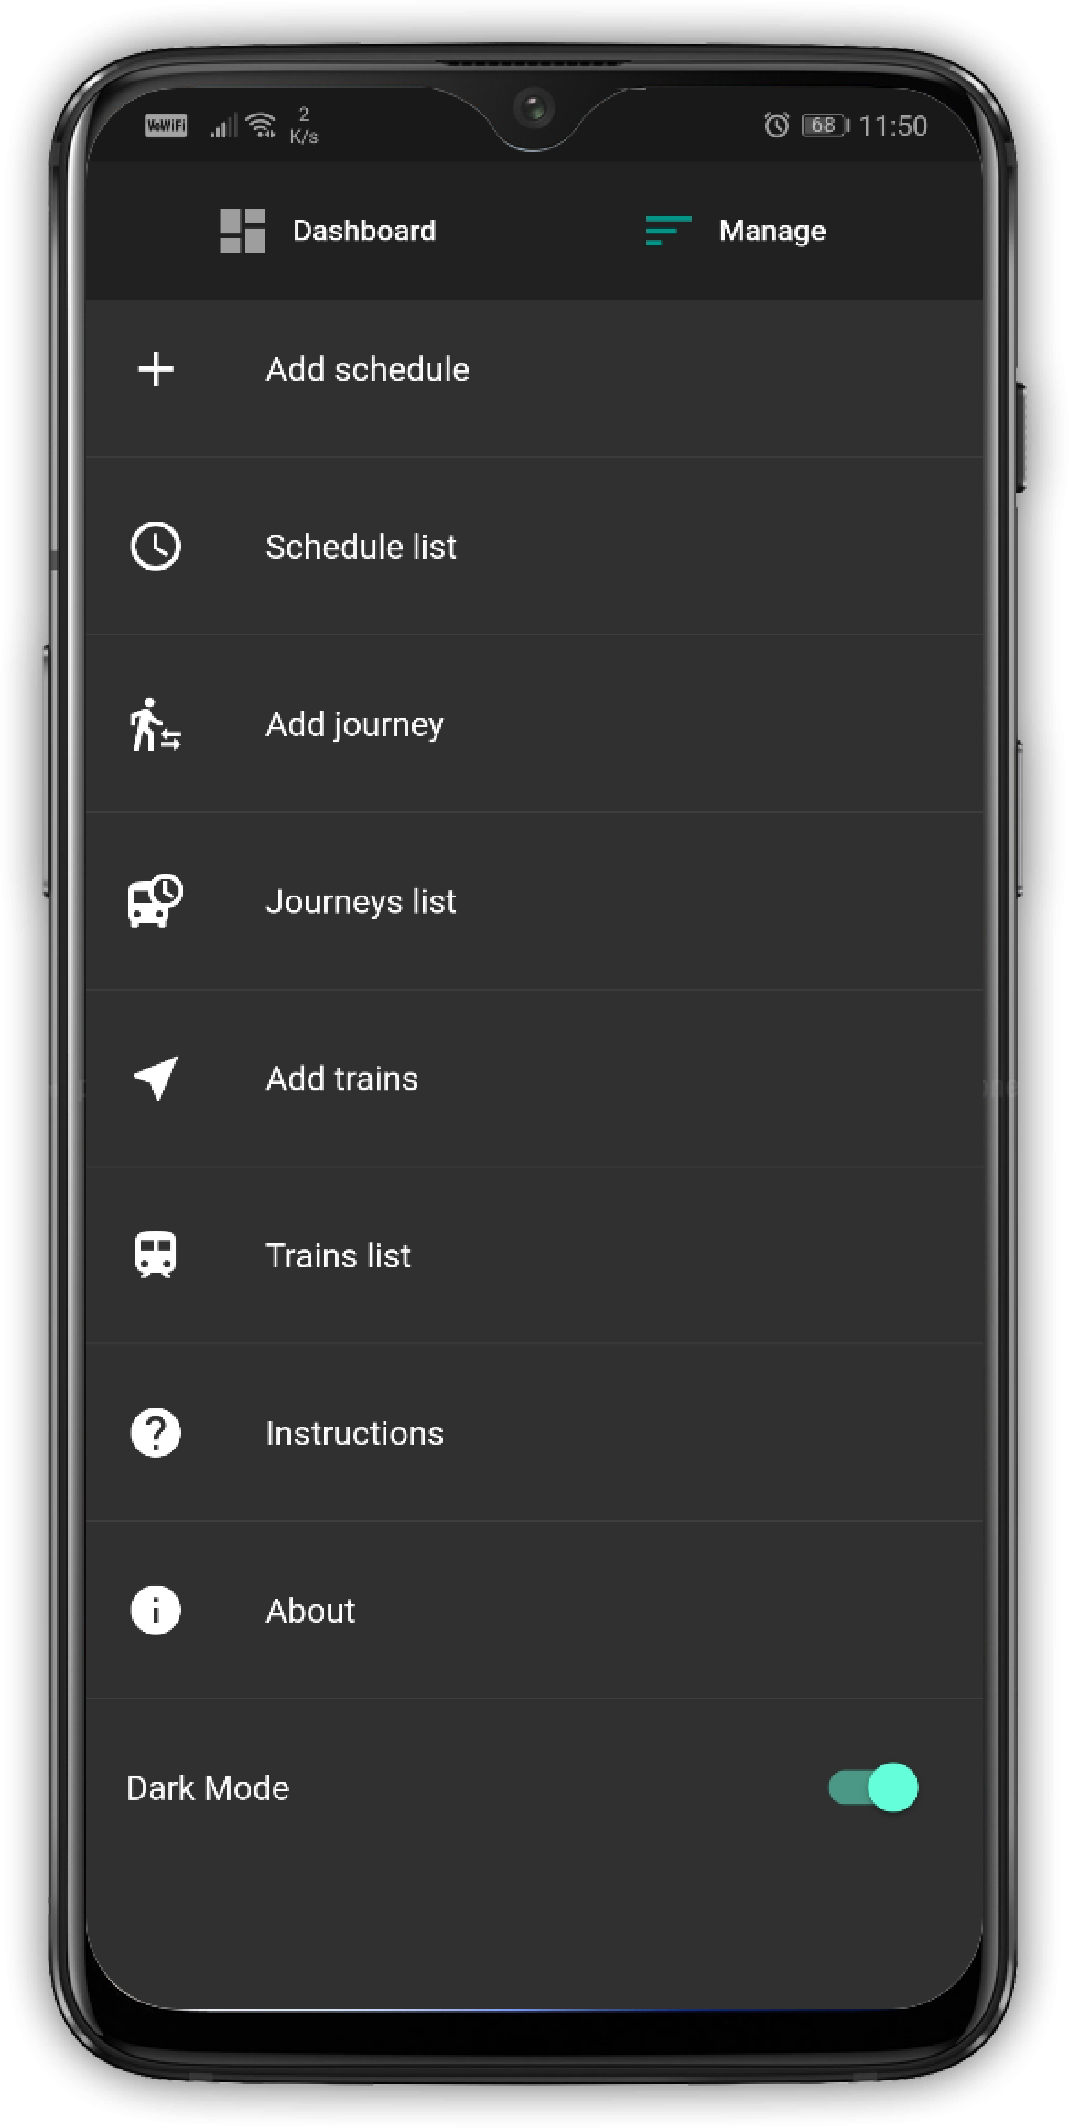 VoWiFi 2 K/s 68 11:50
Dashboard Manage
Add schedule
Schedule list
Add journey
Journeys list
Add trains
Trains list
Instructions
About
Dark Mode